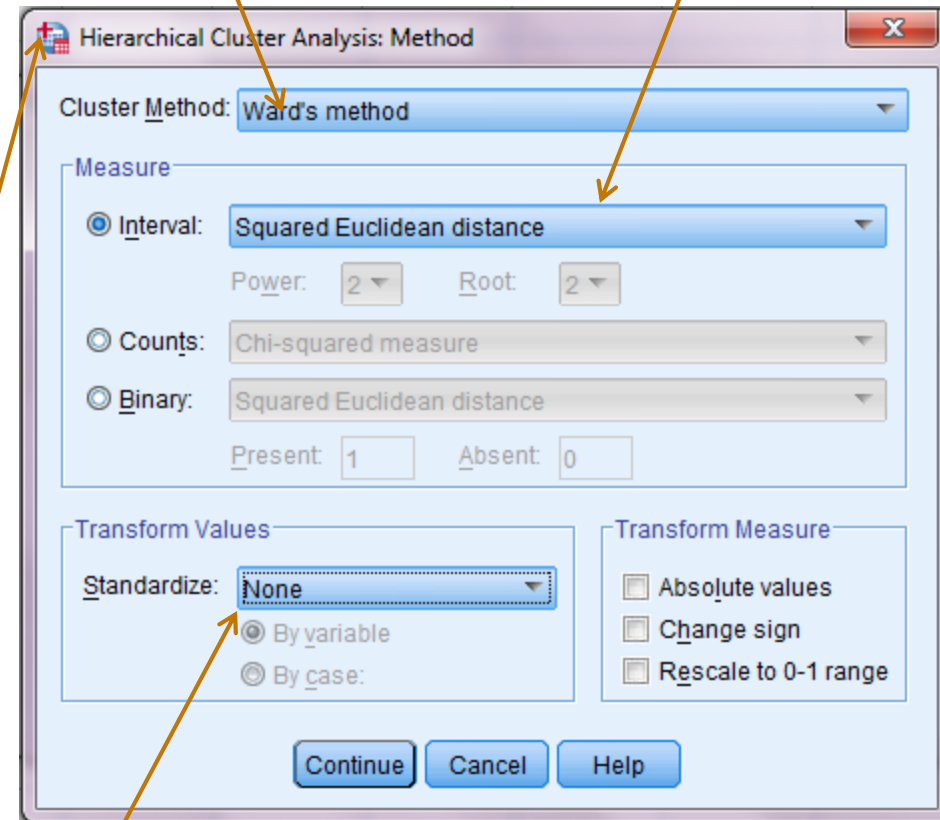 Hierarchical Cluster Analysis: Method
Cluster Method: Ward's method
Measure
Interval: Squared Euclidean distance
Power: 2 Root: 2
Counts: Chi-squared measure
Binary: Squared Euclidean distance
Present: 1 Absent: 0
Transform Values
Standardize: None
By variable
By case:
Transform Measure
Absolute values
Change sign
Rescale to 0-1 range
Continue Cancel Help